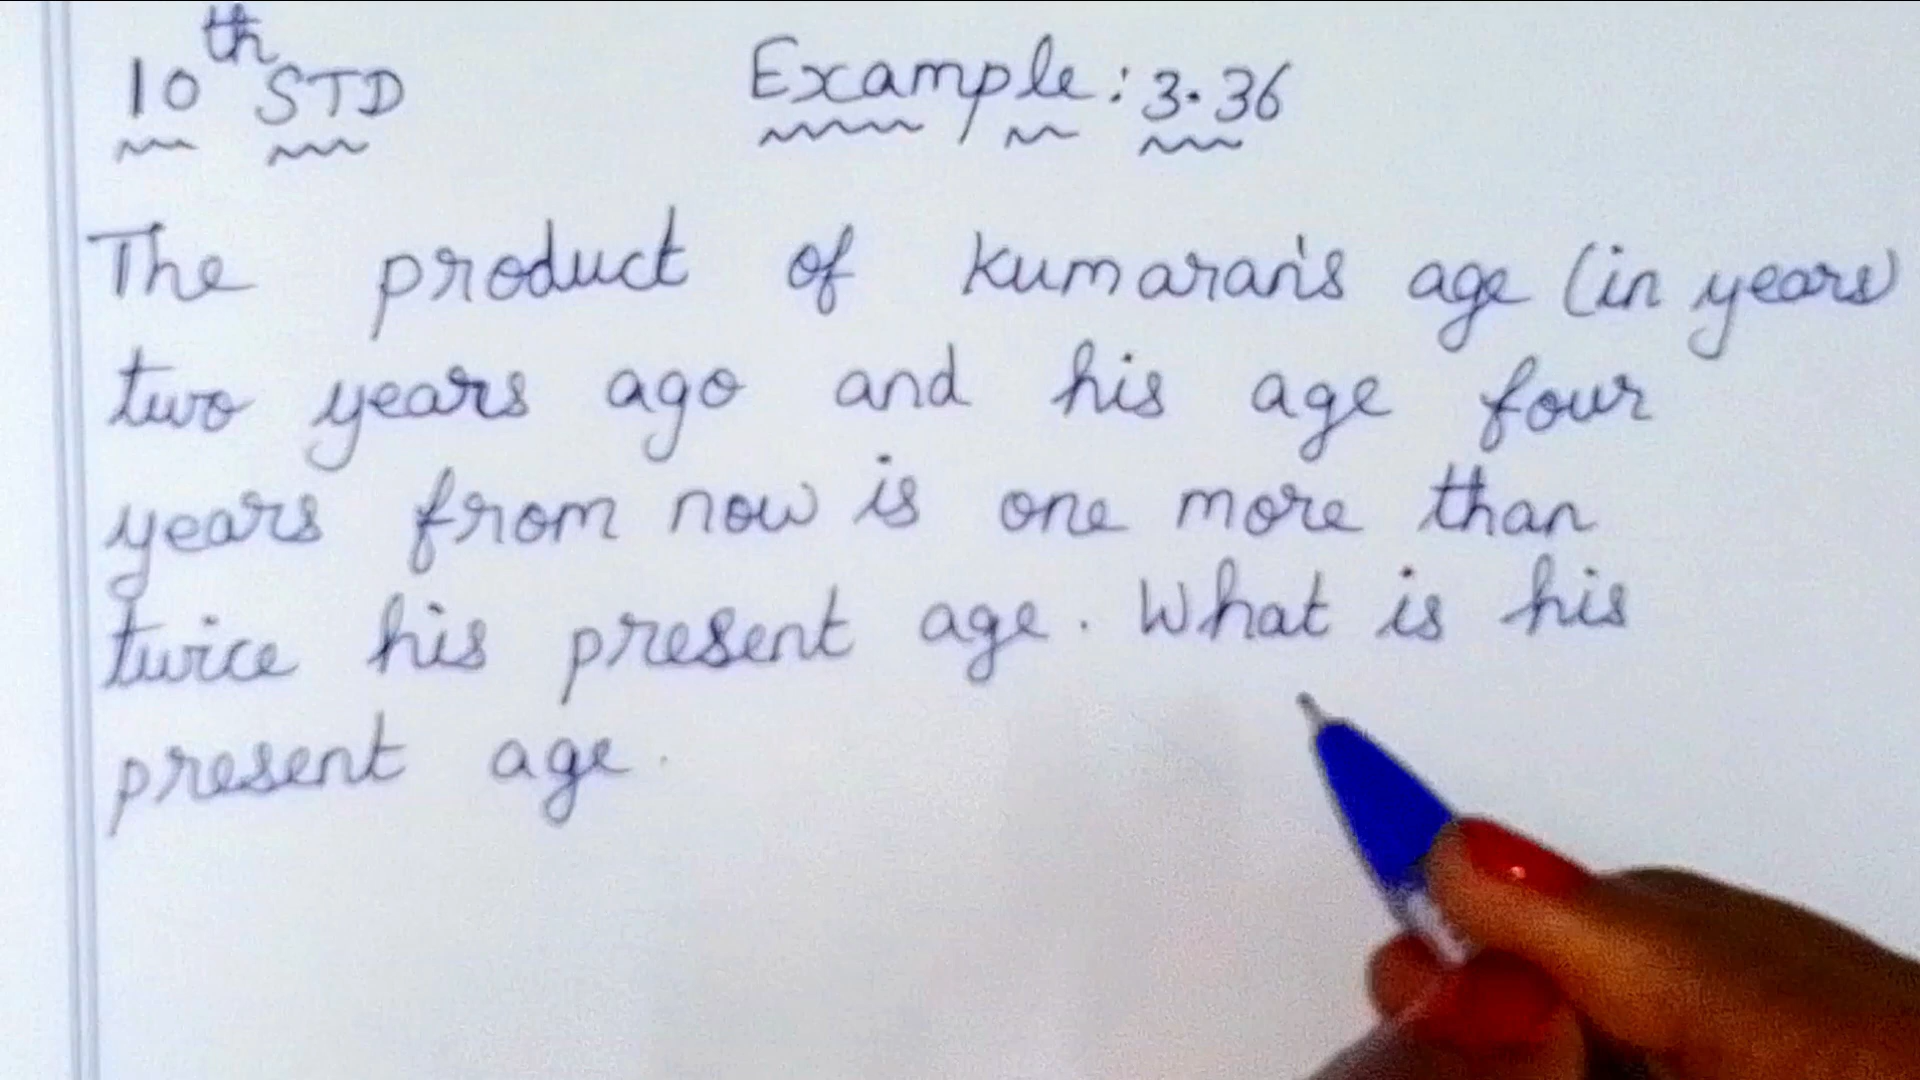 10th STD Example: 3.36
The product of kumaran's age (in years)
two years ago and his age four
years from now is one more than
twice his present age. What is his
present age.